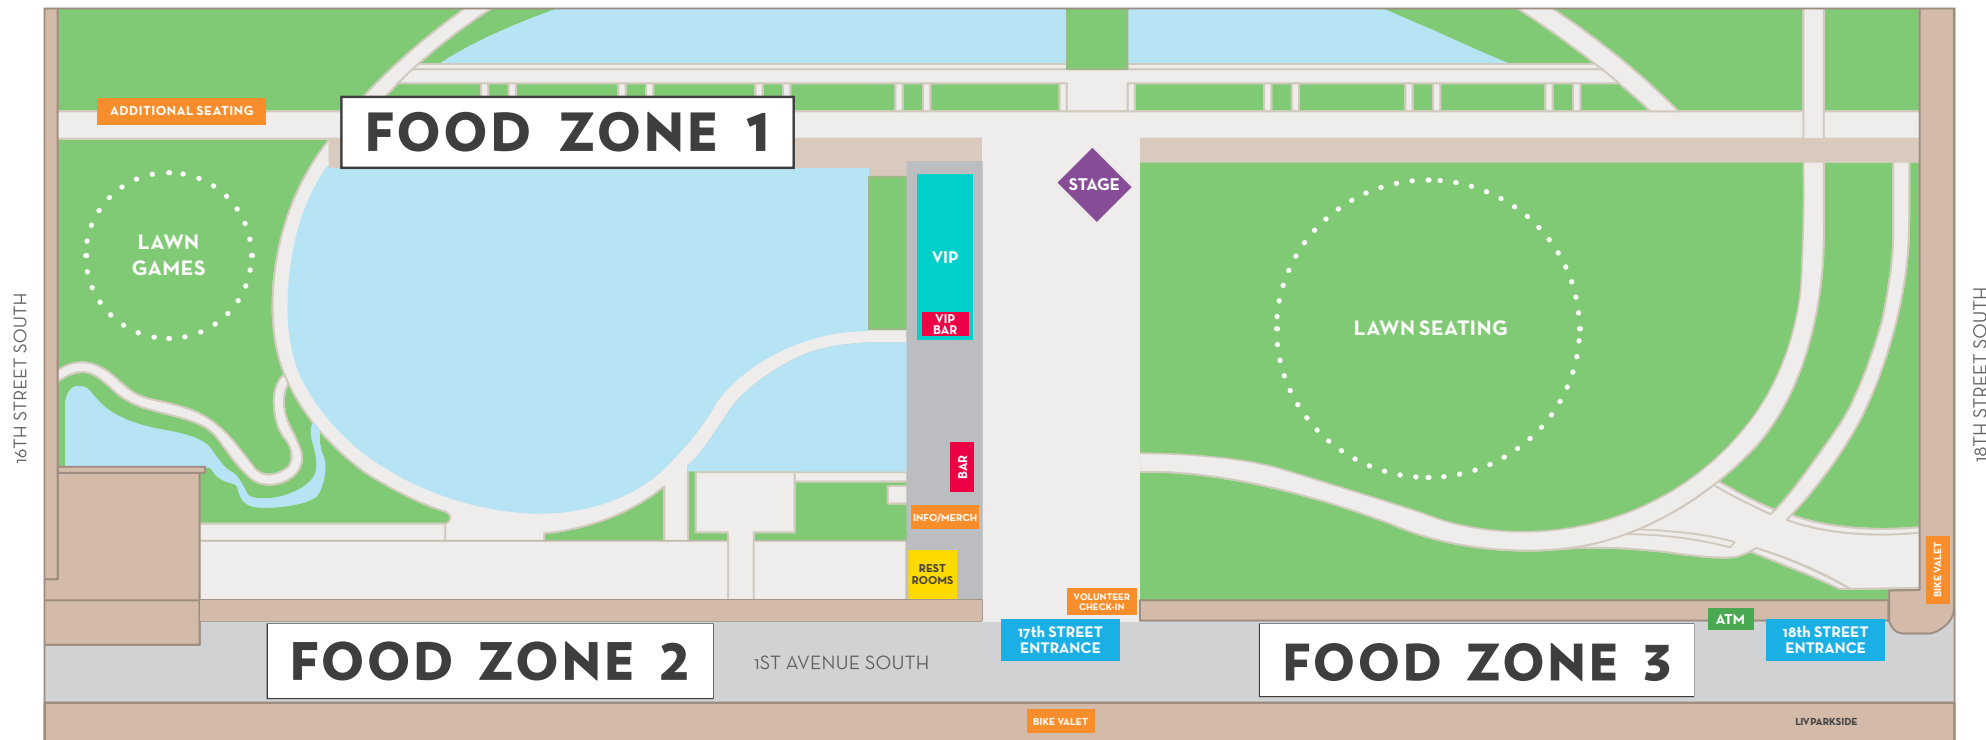 ADDITIONAL SEATING
FOOD ZONE 1
STAGE
LAWN
GAMES
VIP
VIP
BAR
LAWN SEATING
16TH STREET SOUTH
18TH STREET SOUTH
BAR
INFO/MERCH
REST
ROOMS
VOLUNTEER
CHECK-IN
BIKE VALET
17th STREET
ENTRANCE
ATM
18th STREET
ENTRANCE
FOOD ZONE 2
1ST AVENUE SOUTH
FOOD ZONE 3
BIKE VALET
LIVPARKSIDE